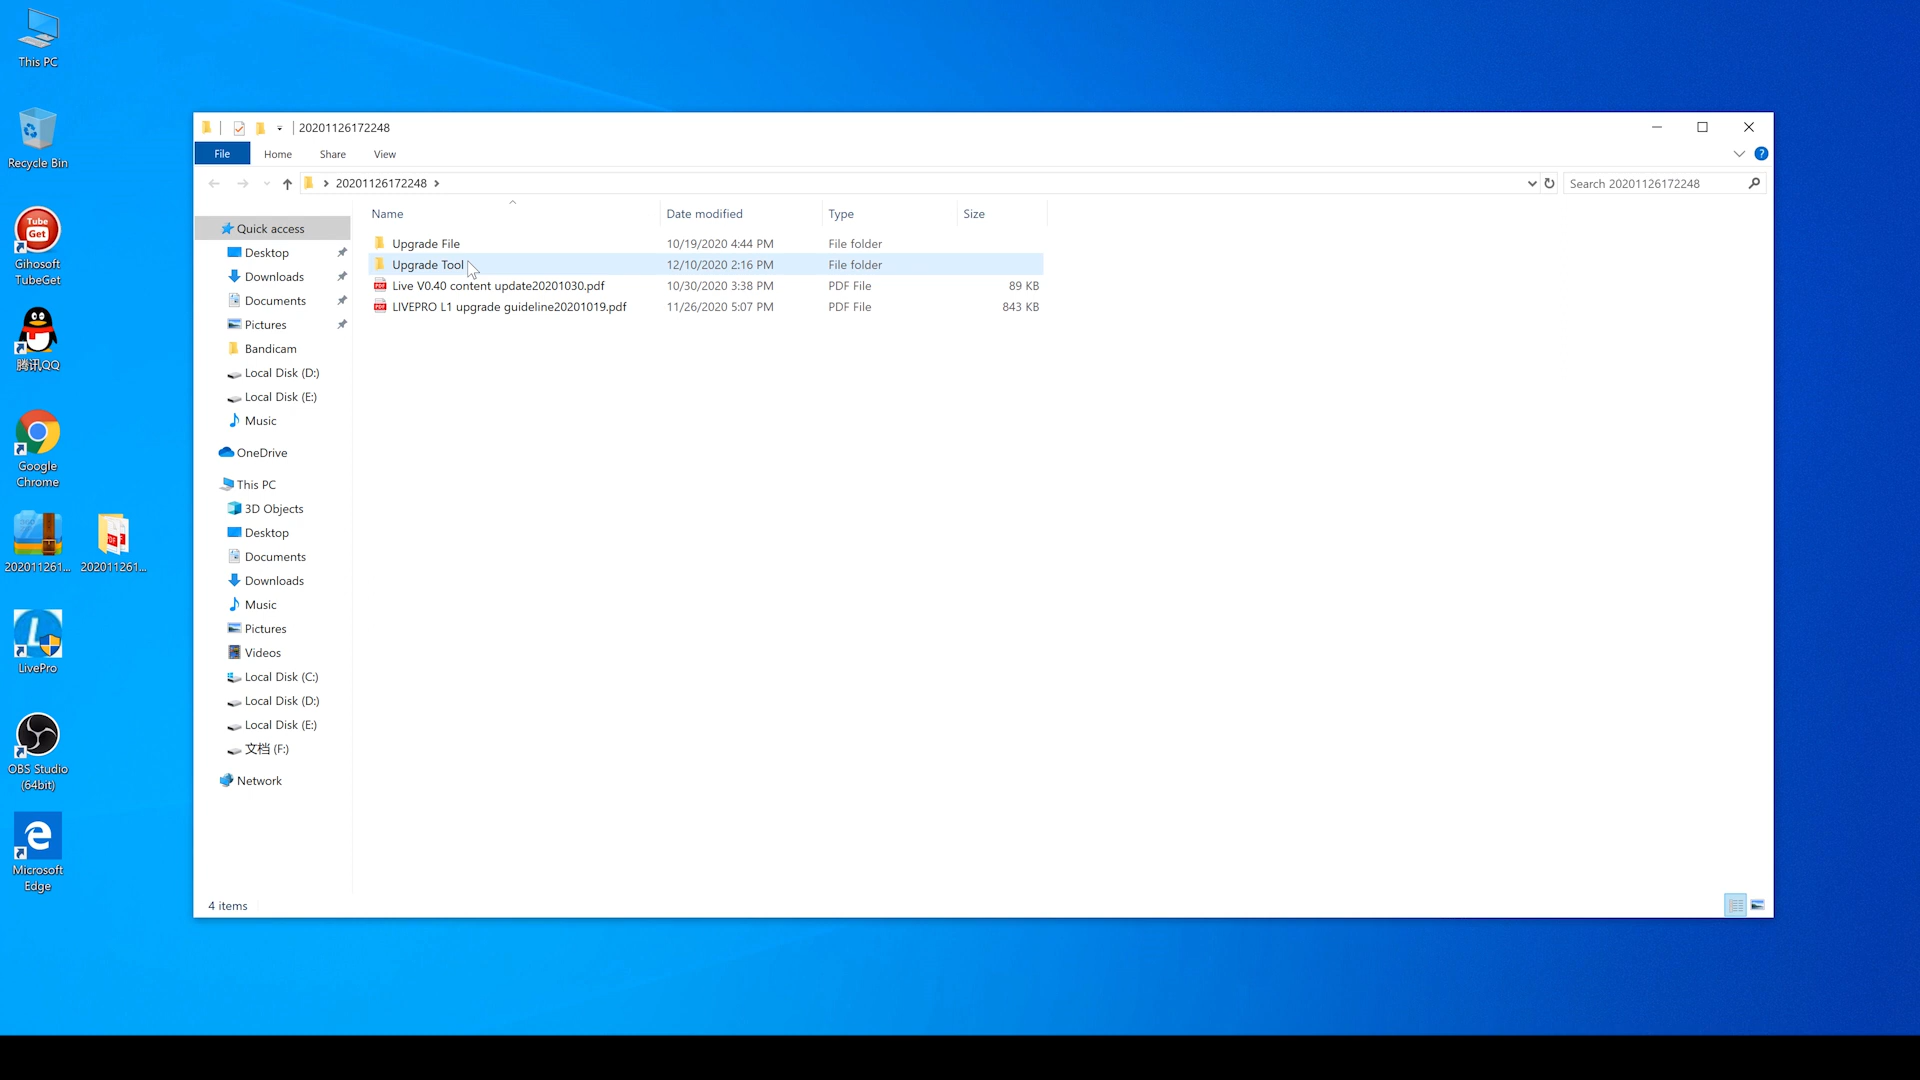 This PC
Recycle Bin
Tube
Get
Gihosoft
TubeGet
腾讯QQ
Google
Chrome
202011261...
202011261...
LivePro
OBS Studio
(64bit)
Microsoft
Edge
20201126172248
File Home Share View
20201126172248
Search 20201126172248
Quick access
Desktop
Downloads
Documents
Pictures
Bandicam
Local Disk (D:)
Local Disk (E:)
Music
OneDrive
This PC
3D Objects
Desktop
Documents
Downloads
Music
Pictures
Videos
Local Disk (C:)
Local Disk (D:)
Local Disk (E:)
文档 (F:)
Network
Name Date modified Type Size
Upgrade File 10/19/2020 4:44 PM File folder
Upgrade Tool 12/10/2020 2:16 PM File folder
Live V0.40 content update20201030.pdf 10/30/2020 3:38 PM PDF File 89 KB
LIVEPRO L1 upgrade guideline20201019.pdf 11/26/2020 5:07 PM PDF File 843 KB
4 items